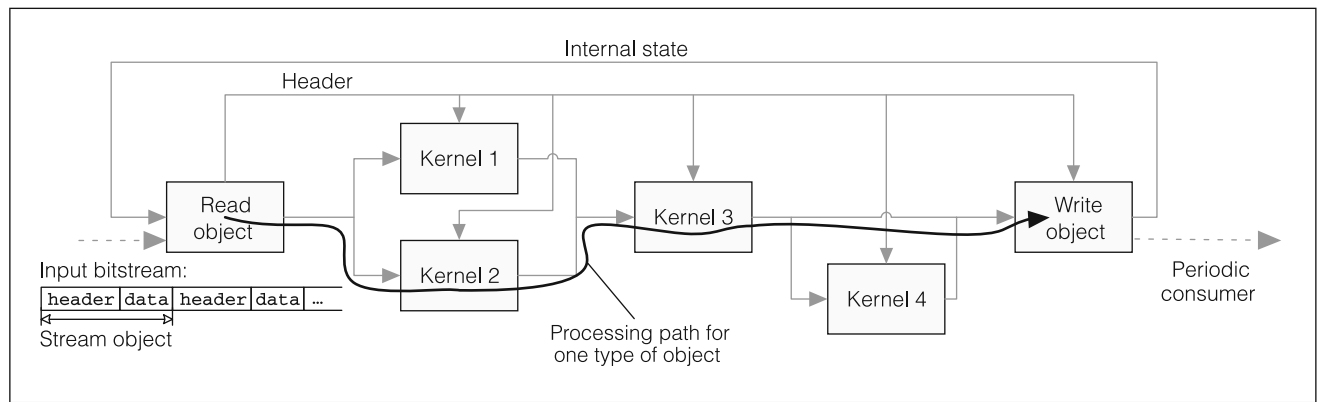 Internal state
Header
Kernel 1
Read
object
Kernel 3
Write
object
Kernel 2
Kernel 4
Input bitstream:
header data header data ...
Stream object
Processing path for
one type of object
Periodic
consumer